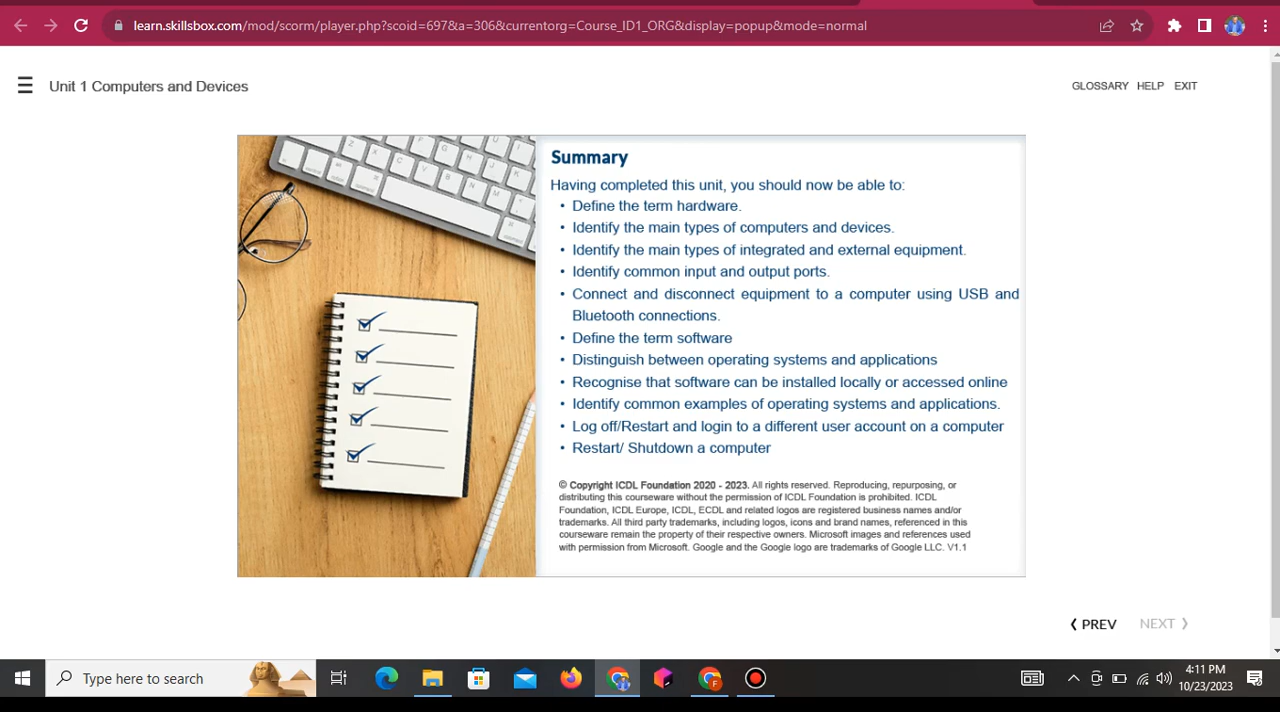 learn.skillsbox.com/mod/scorm/player.php?scoid=697&a=306&currentorg=Course_ID1_ORG&display=popup&mode=normal
Unit 1 Computers and Devices
GLOSSARY HELP EXIT
Summary
Having completed this unit, you should now be able to:
• Define the term hardware.
• Identify the main types of computers and devices.
• Identify the main types of integrated and external equipment.
• Identify common input and output ports.
• Connect and disconnect equipment to a computer using USB and
Bluetooth connections.
• Define the term software
• Distinguish between operating systems and applications
• Recognise that software can be installed locally or accessed online
• Identify common examples of operating systems and applications.
• Log off/Restart and login to a different user account on a computer
• Restart/ Shutdown a computer
© Copyright ICDL Foundation 2020 - 2023. All rights reserved. Reproducing, repurposing, or
distributing this courseware without the permission of ICDL Foundation is prohibited. ICDL
Foundation, ICDL Europe, ICDL, ECDL and related logos are registered business names and/or
trademarks. All third party trademarks, including logos, icons and brand names, referenced in this
courseware remain the property of their respective owners. Microsoft images and references used
with permission from Microsoft. Google and the Google logo are trademarks of Google LLC. V1.1
❮ PREV NEXT ❯
Type here to search
4:11 PM
10/23/2023